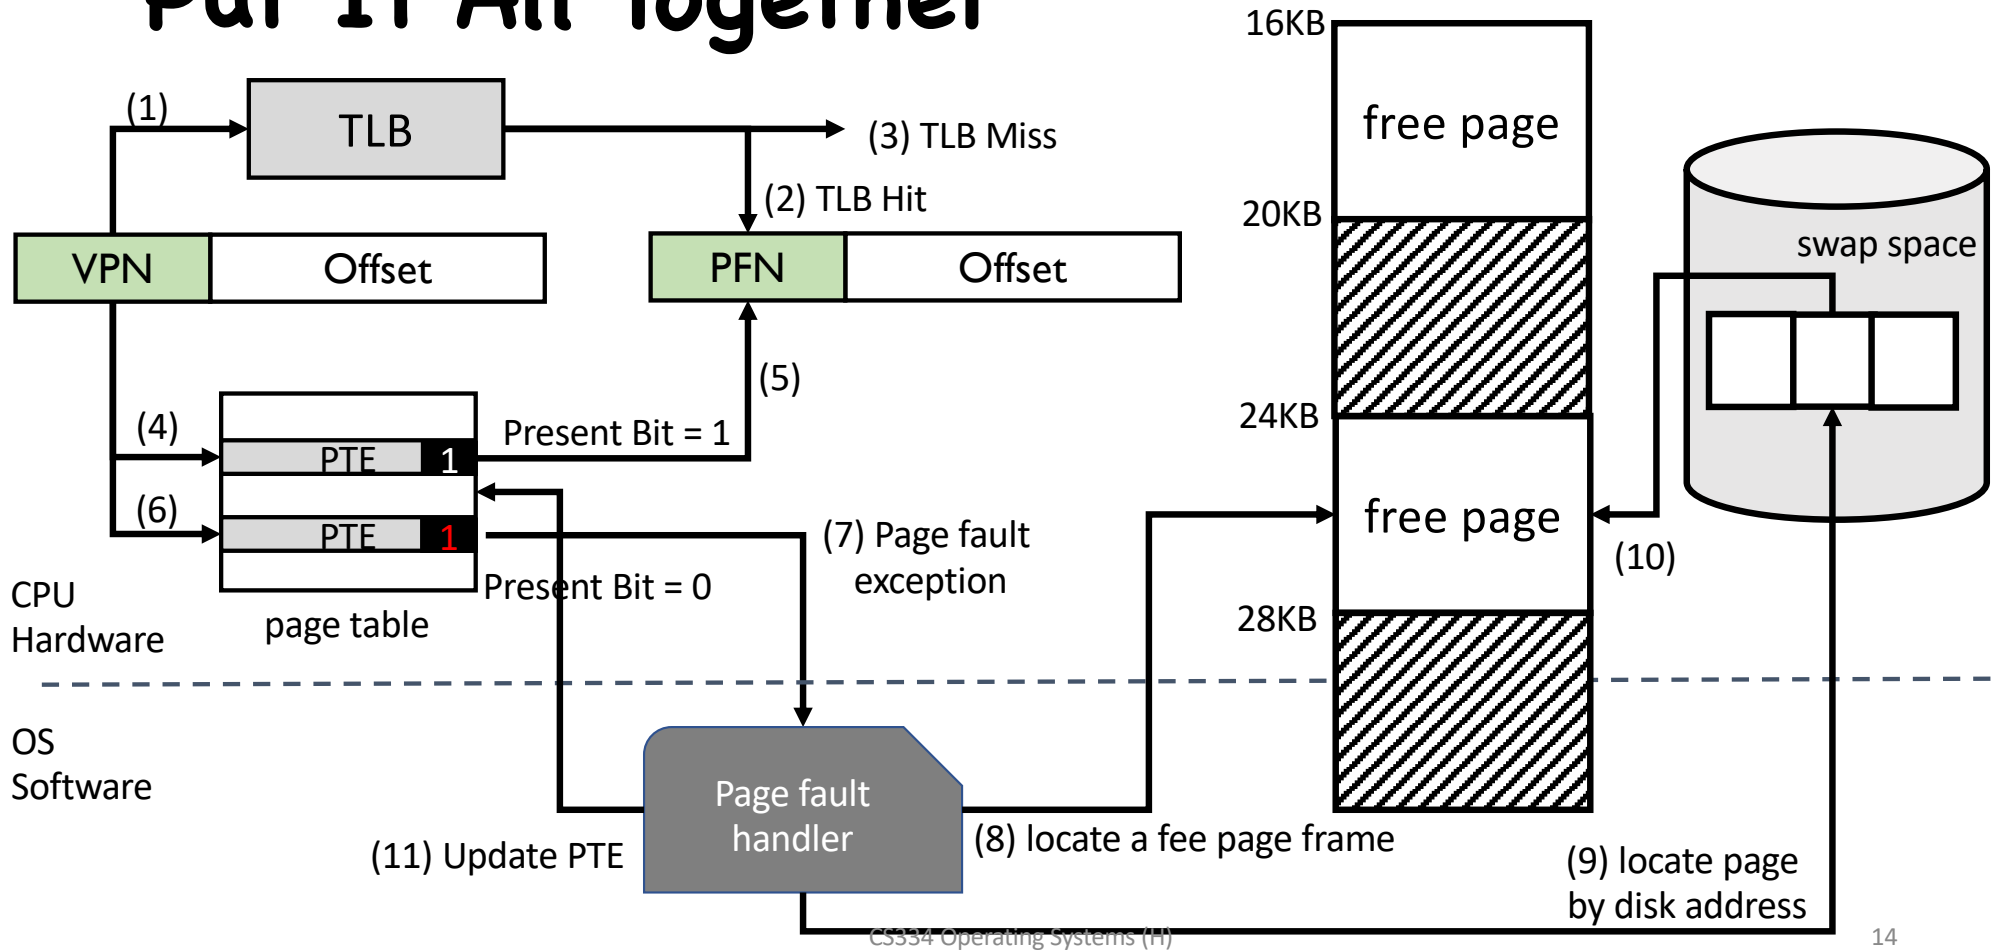 Put It All Together
16KB
(1)
TLB
(3) TLB Miss
free page
(2) TLB Hit
20KB
swap space
VPN
Offset
PFN
Offset
(5)
24KB
(4)
Present Bit = 1
PTE
1
(6)
PTE
1
(7) Page fault
exception
free page
(10)
Present Bit = 0
CPU
Hardware
page table
28KB
OS
Software
Page fault
handler
(11) Update PTE
(8) locate a fee page frame
(9) locate page
by disk address
CS334 Operating Systems (H)
14